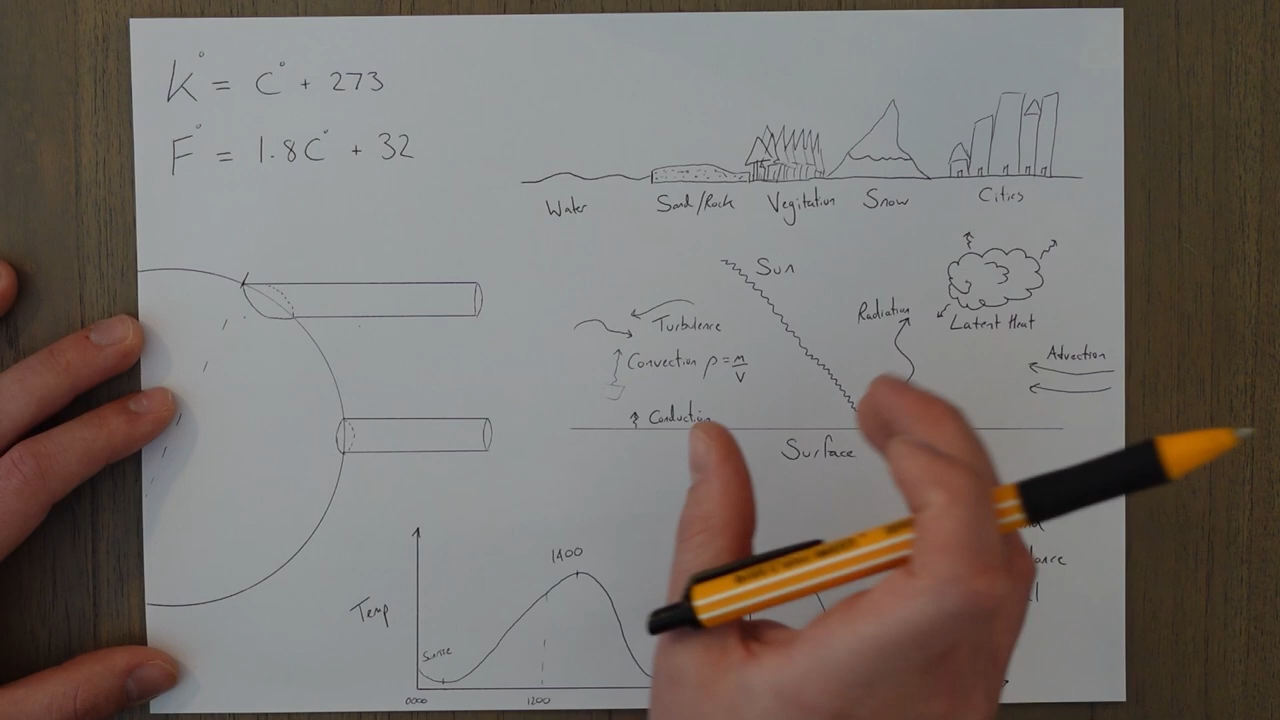 K° = C° + 273
F° = 1.8C° + 32
Water
Sand/Rock
Vegitation
Snow
Cities
Sun
Turbulence
Convection ρ = m/V
Conduction
Radiation
Latent Heat
Advection
Surface
1400
Temp
0000
1200